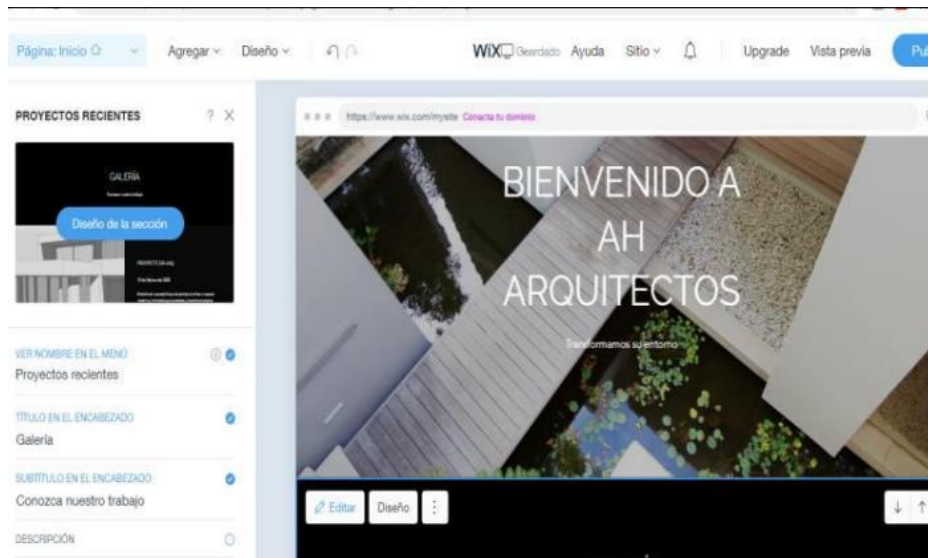 Página: Inicio
Agregar
Diseño
WiX Guardado Ayuda Sitio
Upgrade
Vista previa
PROYECTOS RECIENTES
? X
GALERÍA
Diseño de la sección
VER NOMBRE EN EL MENÚ
Proyectos recientes
TÍTULO EN EL ENCABEZADO
Galería
SUBTÍTULO EN EL ENCABEZADO
Conozca nuestro trabajo
DESCRIPCIÓN
https://www.wix.com/mysite Conecta tu dominio
BIENVENIDO A
AH
ARQUITECTOS
Transformamos su entorno
Editar
Diseño